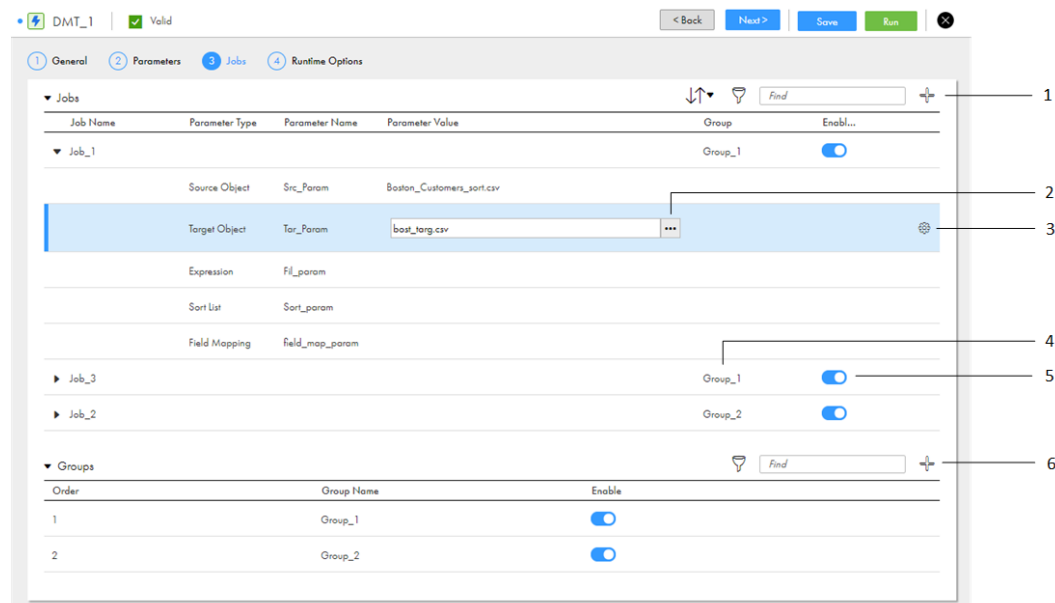 DMT_1 Valid < Back Next > Save Run
1 General 2 Parameters 3 Jobs 4 Runtime Options
Jobs Find 1
Job Name Parameter Type Parameter Name Parameter Value Group Enabl...
Job_1 Group_1
Source Object Src_Param Boston_Customers_sort.csv 2
Target Object Tar_Param bost_targ.csv ... 3
Expression Fil_param
Sort List Sort_param
Field Mapping field_map_param 4
Job_3 Group_1 5
Job_2 Group_2
Groups Find 6
Order Group Name Enable
1 Group_1
2 Group_2